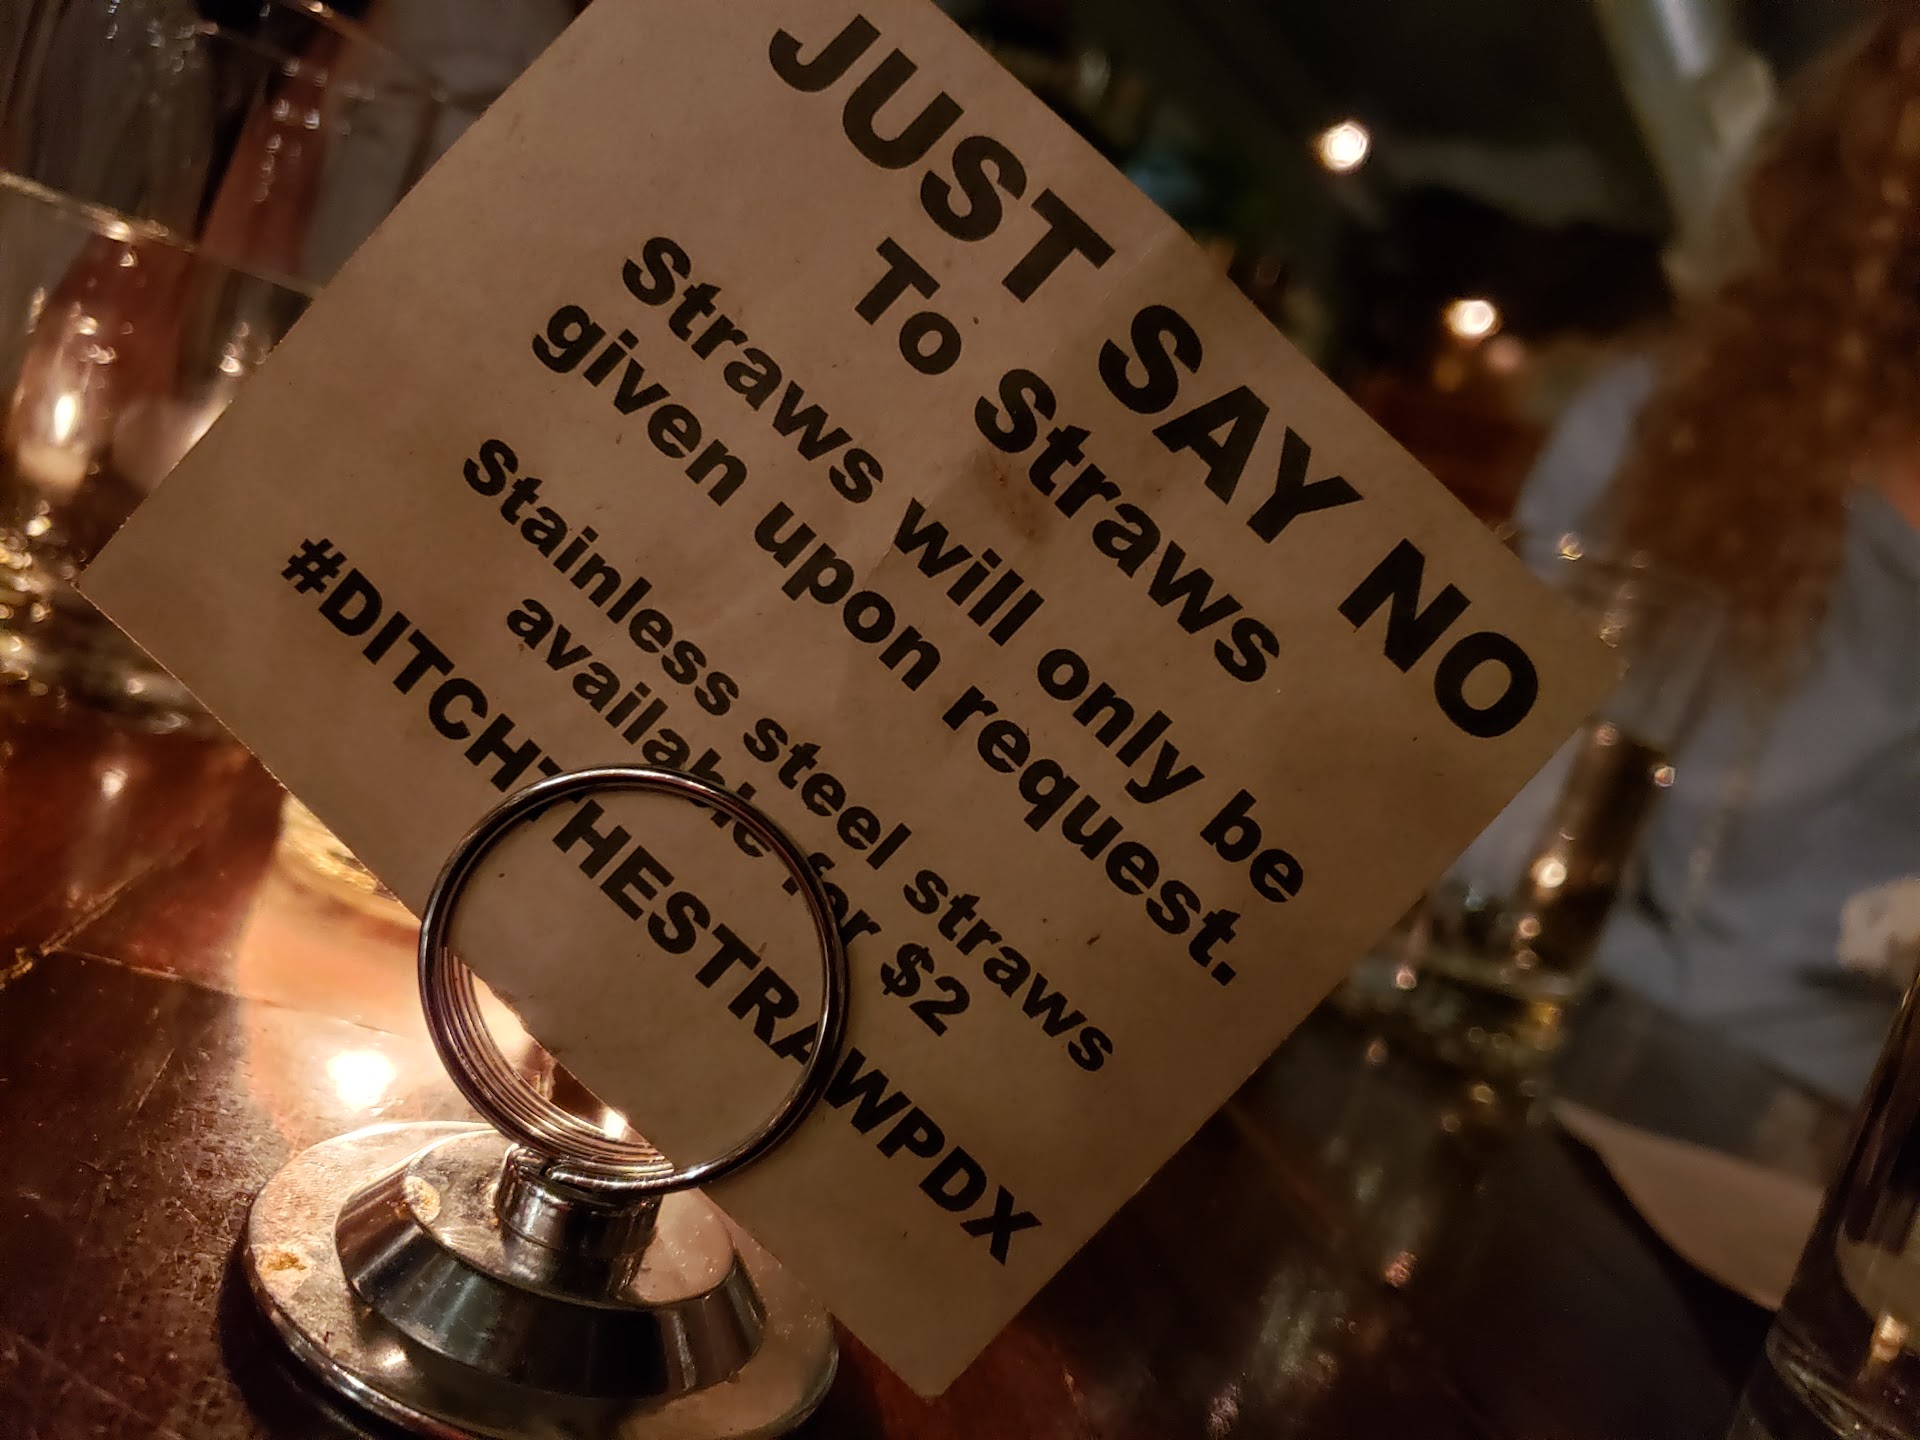 JUST SAY NO
To Straws
Straws will only be
given upon request.
Stainless steel straws
available for $2
#DITCHTHESTRAWPDX